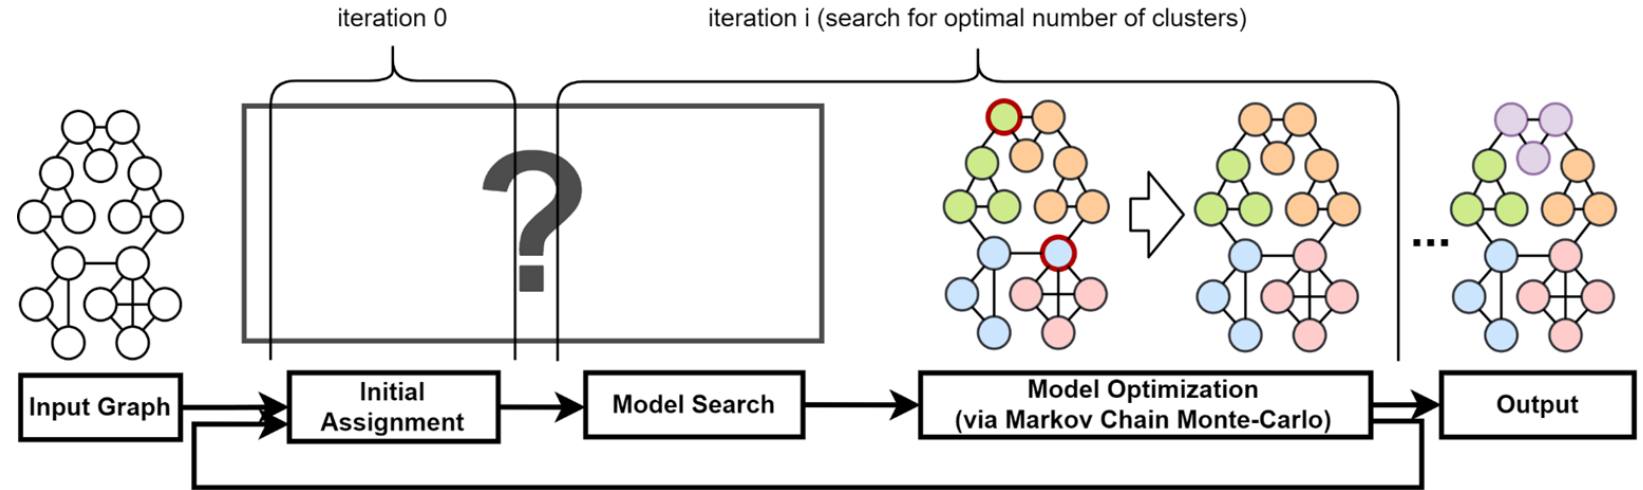 iteration 0
iteration i (search for optimal number of clusters)
?
...
Input Graph
Initial
Assignment
Model Search
Model Optimization
(via Markov Chain Monte-Carlo)
Output